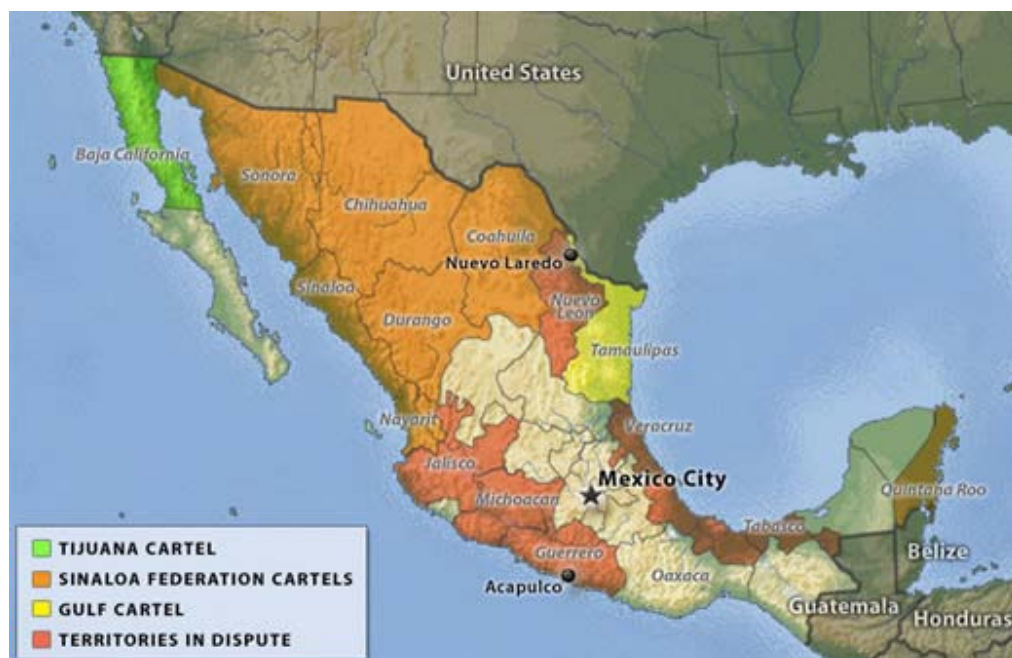 United States
Baja California
Sonora
Chihuahua
Coahuila
Nuevo Laredo
Sinaloa
Durango
Nuevo
Leon
Tamaulipas
Nayarit
Veracruz
Jalisco
Mexico City
Michoacan
Quintana Roo
Tabasco
Guerrero
Belize
Oaxaca
Acapulco
Guatemala
Honduras
TIJUANA CARTEL
SINALOA FEDERATION CARTELS
GULF CARTEL
TERRITORIES IN DISPUTE